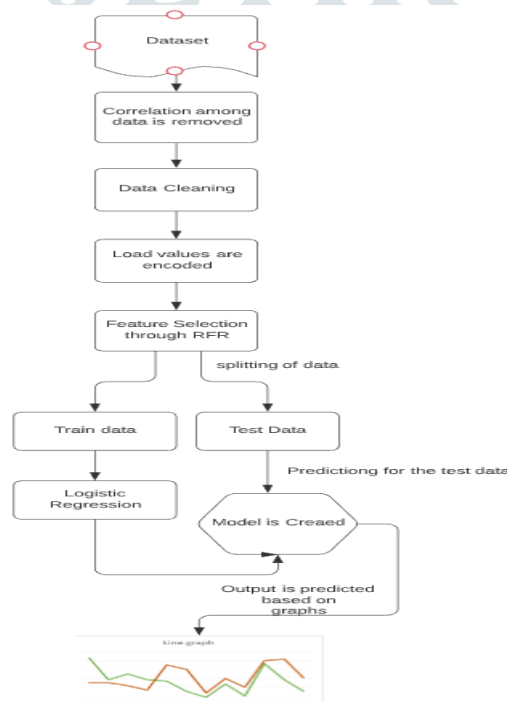 Dataset
Correlation among
data is removed
Data Cleaning
Load values are
encoded
Feature Selection
through RFR
splitting of data
Train data
Test Data
Predictiong for the test data
Logistic
Regression
Model is Creaed
Output is predicted
based on
graphs
Line graph